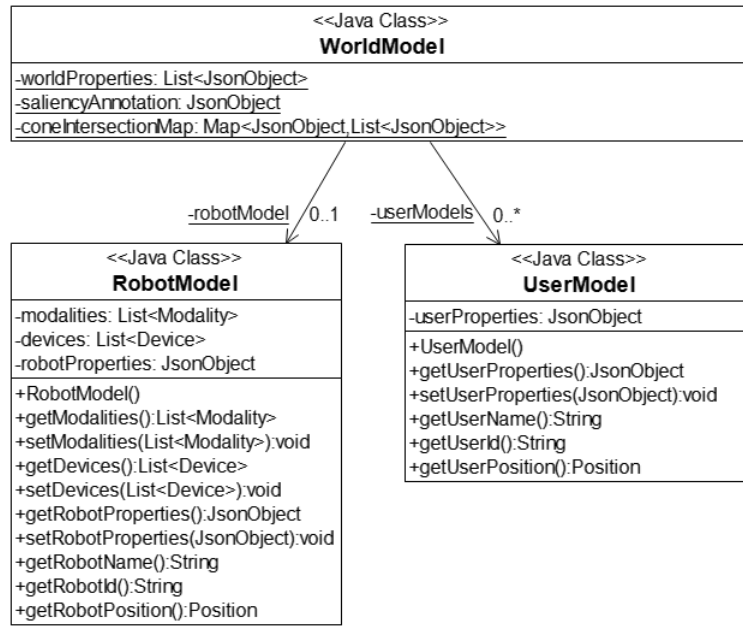 <<Java Class>>
WorldModel
-worldProperties: List<JsonObject>
-saliencyAnnotation: JsonObject
-coneIntersectionMap: Map<JsonObject,List<JsonObject>>
-robotModel 0..1
-userModels 0..*
<<Java Class>>
RobotModel
-modalities: List<Modality>
-devices: List<Device>
-robotProperties: JsonObject
+RobotModel()
+getModalities():List<Modality>
+setModalities(List<Modality>):void
+getDevices():List<Device>
+setDevices(List<Device>):void
+getRobotProperties():JsonObject
+setRobotProperties(JsonObject):void
+getRobotName():String
+getRobotId():String
+getRobotPosition():Position
<<Java Class>>
UserModel
-userProperties: JsonObject
+UserModel()
+getUserProperties():JsonObject
+setUserProperties(JsonObject):void
+getUserName():String
+getUserId():String
+getUserPosition():Position